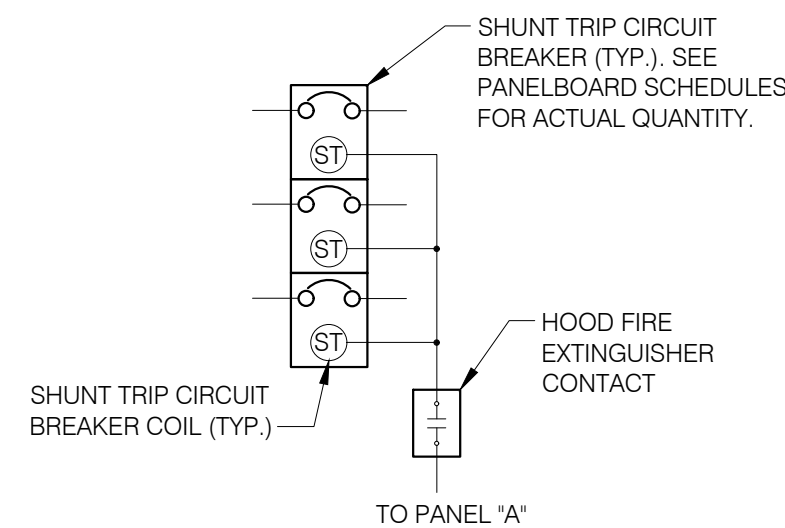 SHUNT TRIP CIRCUIT
BREAKER (TYP.). SEE
PANELBOARD SCHEDULES
FOR ACTUAL QUANTITY.
ST
ST
ST
HOOD FIRE
EXTINGUISHER
CONTACT
SHUNT TRIP CIRCUIT
BREAKER COIL (TYP.)
TO PANEL "A"